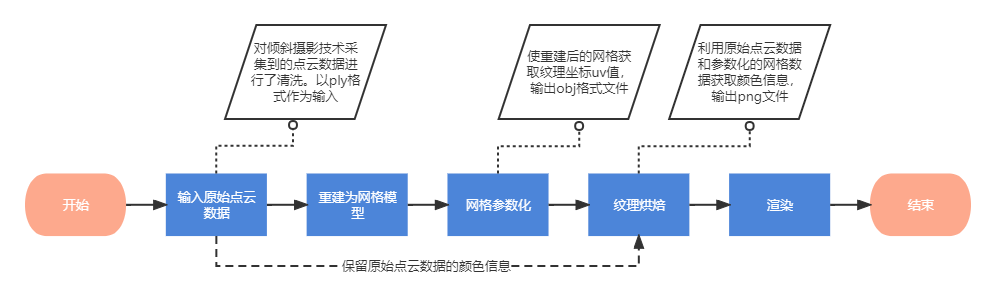 对倾斜摄影技术采
集到的点云数据进
行了清洗。以ply格
式作为输入
使重建后的网格获
取纹理坐标uv值，
输出obj格式文件
利用原始点云数据
和参数化的网格数
据获取颜色信息，
输出png文件
开始
输入原始点云
数据
重建为网格模
型
网格参数化
纹理烘焙
渲染
结束
保留原始点云数据的颜色信息